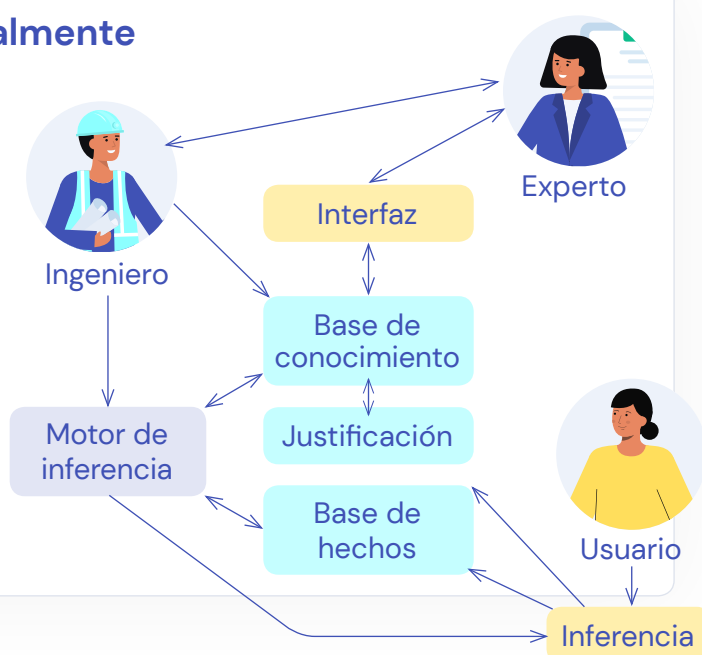 almente
Experto
Interfaz
Ingeniero
Base de
conocimiento
Motor de
inferencia
Justificación
Base de
hechos
Usuario
Inferencia